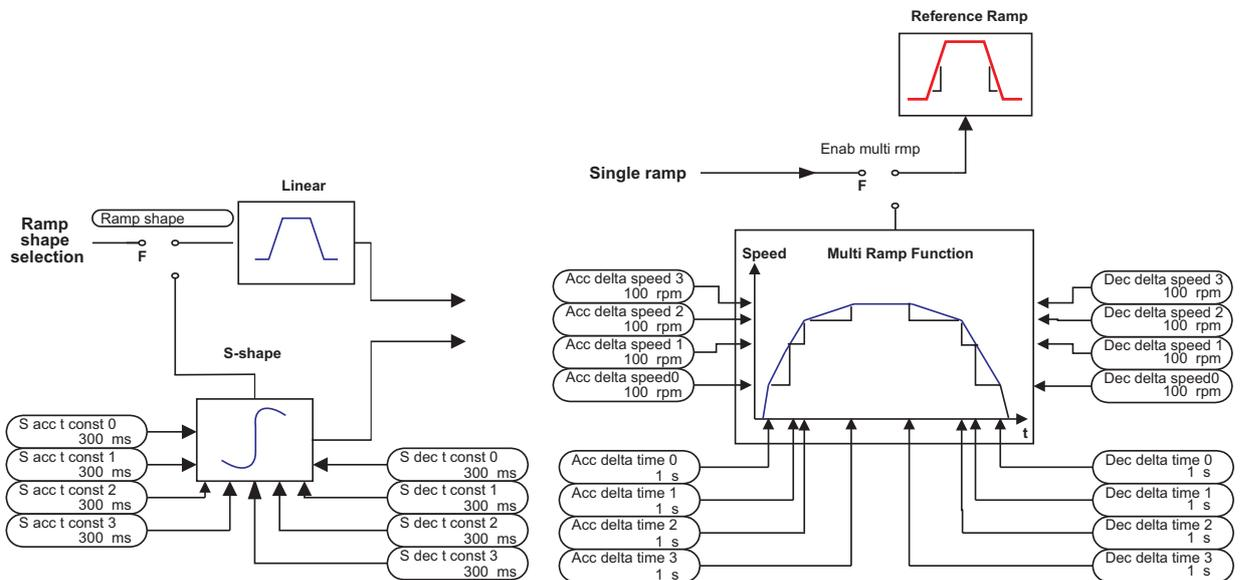 Reference Ramp
Enab multi rmp
Single ramp
F
Linear
Ramp shape
Ramp
shape
selection
F
S-shape
S acc t const 0
300 ms
S acc t const 1
300 ms
S acc t const 2
300 ms
S acc t const 3
300 ms
S dec t const 0
300 ms
S dec t const 1
300 ms
S dec t const 2
300 ms
S dec t const 3
300 ms
Speed
Multi Ramp Function
t
Acc delta speed 3
100 rpm
Acc delta speed 2
100 rpm
Acc delta speed 1
100 rpm
Acc delta speed0
100 rpm
Dec delta speed 3
100 rpm
Dec delta speed 2
100 rpm
Dec delta speed 1
100 rpm
Dec delta speed0
100 rpm
Acc delta time 0
1 s
Acc delta time 1
1 s
Acc delta time 2
1 s
Acc delta time 3
1 s
Dec delta time 0
1 s
Dec delta time 1
1 s
Dec delta time 2
1 s
Dec delta time 3
1 s